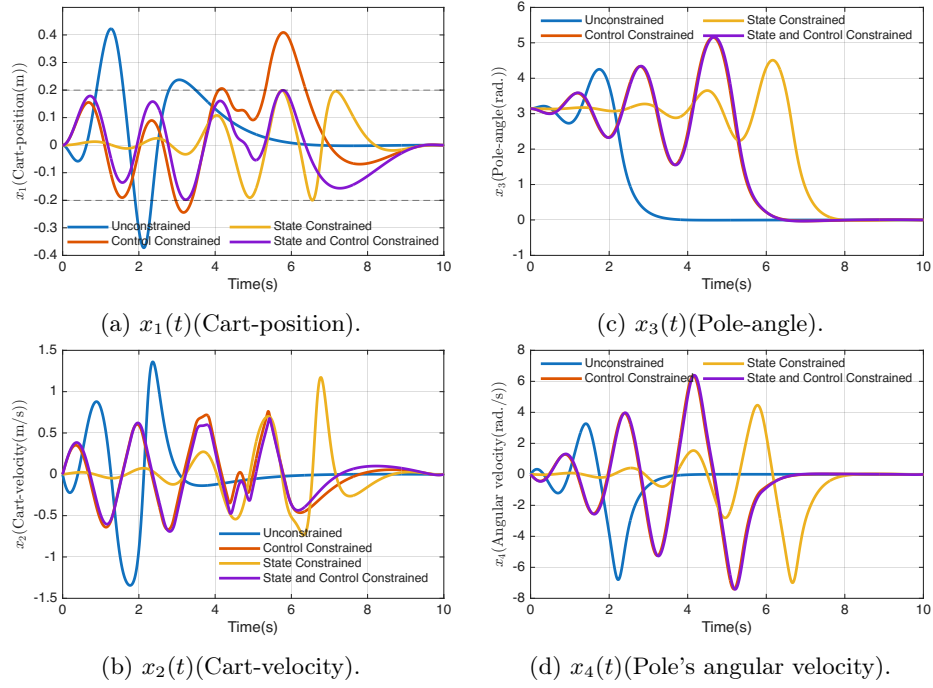 0.4
0.3
0.2
0.1
0
-0.1
-0.2
-0.3
-0.4
x₁(Cart-position(m))
Unconstrained
Control Constrained
State Constrained
State and Control Constrained
0 2 4 6 8 10
Time(s)
(a) x₁(t)(Cart-position).
6
5
4
3
2
1
0
-1
x₃(Pole-angle(rad.))
Unconstrained
Control Constrained
State Constrained
State and Control Constrained
0 2 4 6 8 10
Time(s)
(c) x₃(t)(Pole-angle).
1.5
1
0.5
0
-0.5
-1
-1.5
x₂(Cart-velocity(m/s))
Unconstrained
Control Constrained
State Constrained
State and Control Constrained
0 2 4 6 8 10
Time(s)
(b) x₂(t)(Cart-velocity).
8
6
4
2
0
-2
-4
-6
-8
x₄(Angular velocity(rad./s))
Unconstrained
Control Constrained
State Constrained
State and Control Constrained
0 2 4 6 8 10
Time(s)
(d) x₄(t)(Pole's angular velocity).